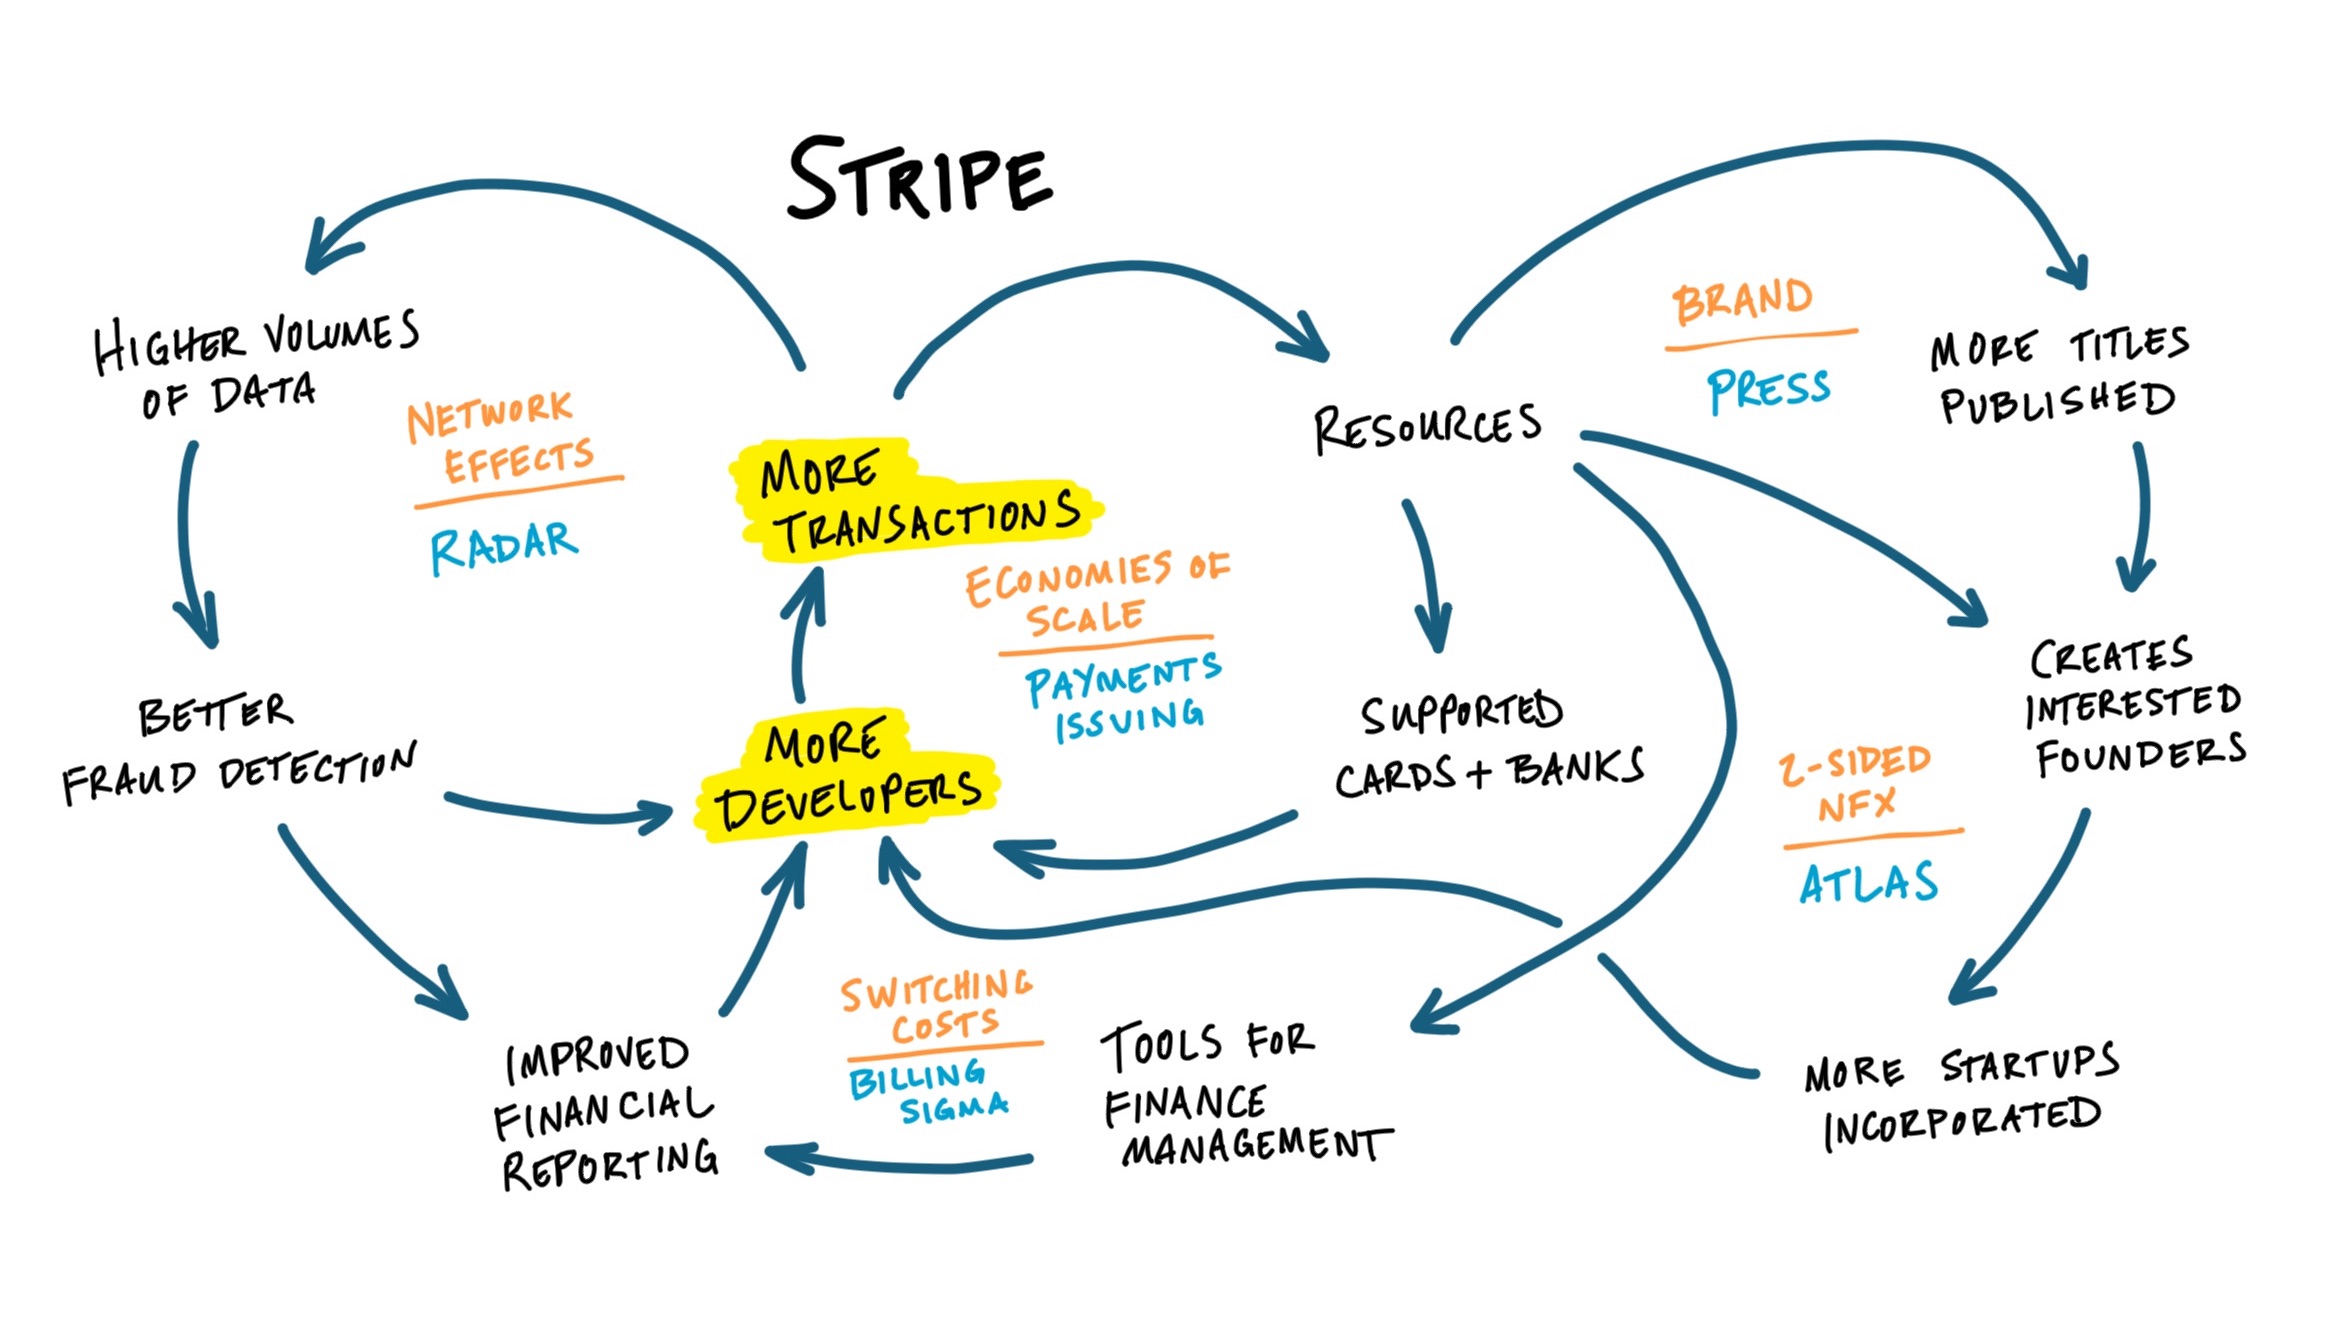 STRIPE
HIGHER VOLUMES
OF DATA
NETWORK
EFFECTS
RADAR
MORE
TRANSACTIONS
RESOURCES
BRAND
PRESS
MORE TITLES
PUBLISHED
ECONOMIES OF
SCALE
PAYMENTS
ISSUING
BETTER
FRAUD DETECTION
MORE
DEVELOPERS
SUPPORTED
CARDS + BANKS
CREATES
INTERESTED
FOUNDERS
2-SIDED
NFX
ATLAS
SWITCHING
COSTS
BILLING
SIGMA
IMPROVED
FINANCIAL
REPORTING
TOOLS FOR
FINANCE
MANAGEMENT
MORE STARTUPS
INCORPORATED